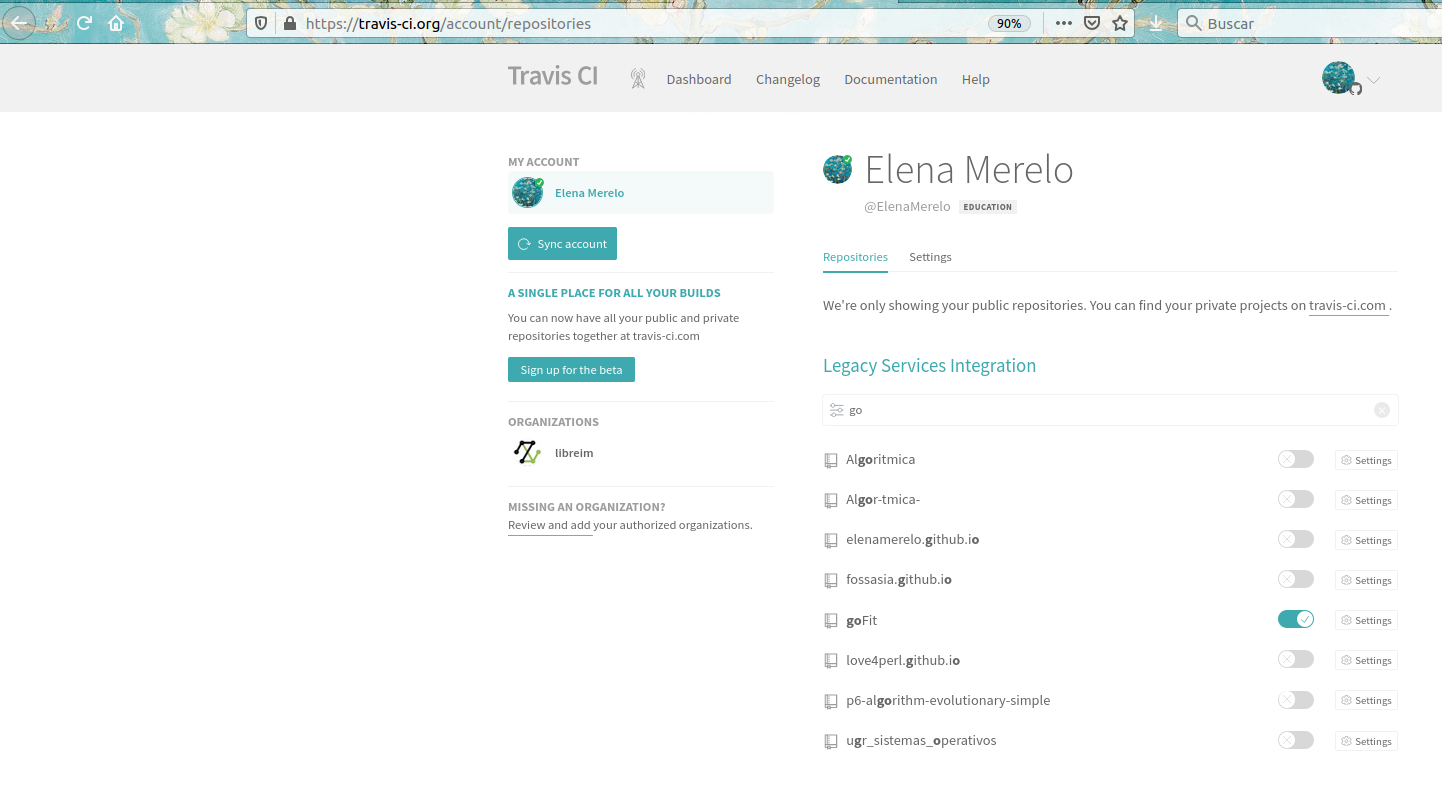 https://travis-ci.org/account/repositories
90%
Buscar
Travis CI
Dashboard
Changelog
Documentation
Help
MY ACCOUNT
Elena Merelo
Sync account
A SINGLE PLACE FOR ALL YOUR BUILDS
You can now have all your public and private
repositories together at travis-ci.com
Sign up for the beta
ORGANIZATIONS
libreim
MISSING AN ORGANIZATION?
Review and add your authorized organizations.
Elena Merelo
@ElenaMerelo EDUCATION
Repositories
Settings
We're only showing your public repositories. You can find your private projects on travis-ci.com .
Legacy Services Integration
go
Algoritmica Settings
Algor-tmica- Settings
elenamerelo.github.io Settings
fossasia.github.io Settings
goFit Settings
love4perl.github.io Settings
p6-algorithm-evolutionary-simple Settings
ugr_sistemas_operativos Settings